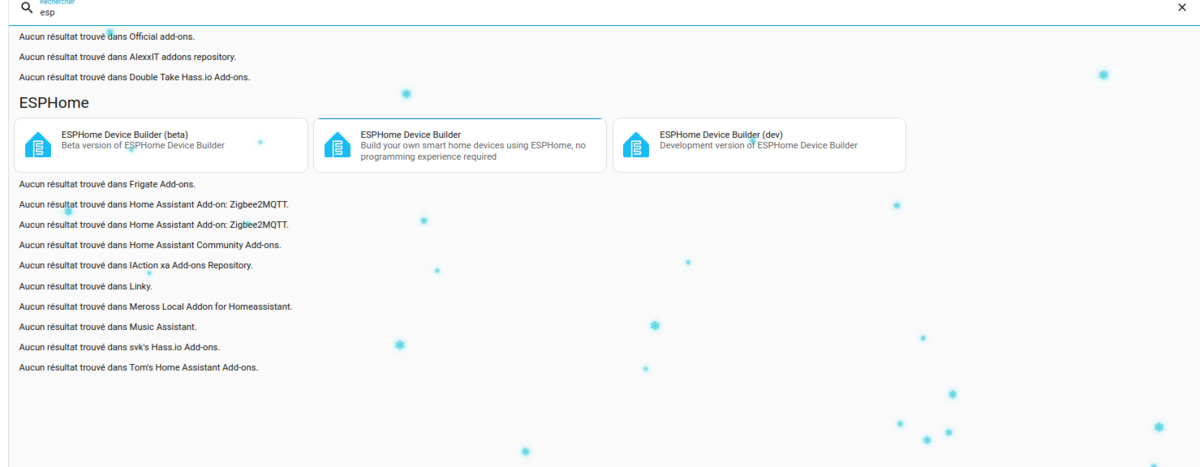 Rechercher
esp
Aucun résultat trouvé dans Official add-ons.
Aucun résultat trouvé dans AlexxIT addons repository.
Aucun résultat trouvé dans Double Take Hass.io Add-ons.
ESPHome
ESPHome Device Builder (beta)
Beta version of ESPHome Device Builder
ESPHome Device Builder
Build your own smart home devices using ESPHome, no
programming experience required
ESPHome Device Builder (dev)
Development version of ESPHome Device Builder
Aucun résultat trouvé dans Frigate Add-ons.
Aucun résultat trouvé dans Home Assistant Add-on: Zigbee2MQTT.
Aucun résultat trouvé dans Home Assistant Add-on: Zigbee2MQTT.
Aucun résultat trouvé dans Home Assistant Community Add-ons.
Aucun résultat trouvé dans IAction xa Add-ons Repository.
Aucun résultat trouvé dans Linky.
Aucun résultat trouvé dans Meross Local Addon for Homeassistant.
Aucun résultat trouvé dans Music Assistant.
Aucun résultat trouvé dans svk's Hass.io Add-ons.
Aucun résultat trouvé dans Tom's Home Assistant Add-ons.